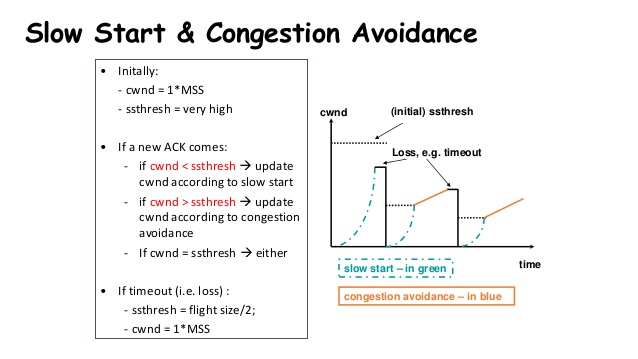 Slow Start & Congestion Avoidance
• Initally:
- cwnd = 1*MSS
- ssthresh = very high
• If a new ACK comes:
- if cwnd < ssthresh → update
cwnd according to slow start
- if cwnd > ssthresh → update
cwnd according to congestion
avoidance
- If cwnd = ssthresh → either
• If timeout (i.e. loss) :
- ssthresh = flight size/2;
- cwnd = 1*MSS
cwnd
(initial) ssthresh
Loss, e.g. timeout
time
slow start – in green
congestion avoidance – in blue